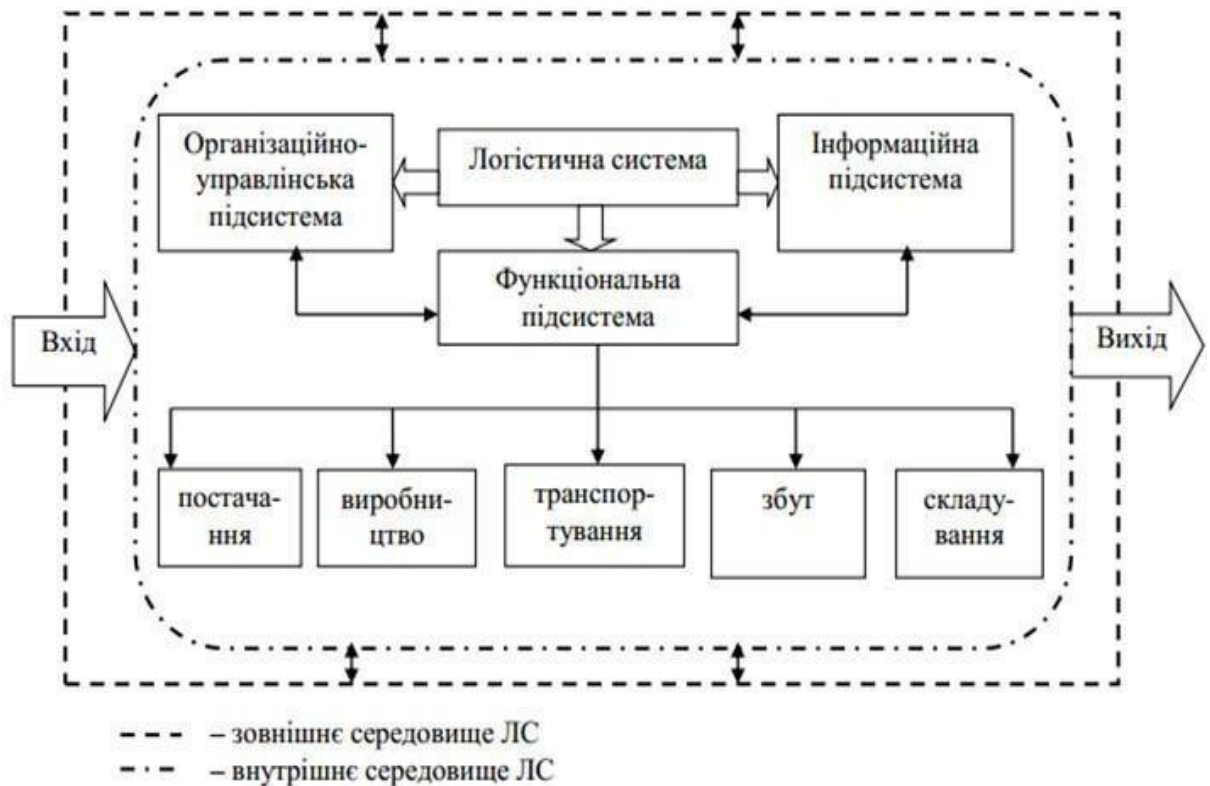 Організаційно-
управлінська
підсистема
Логістична система
Інформаційна
підсистема
Функціональна
підсистема
Вхід
Вихід
постача-
ння
виробни-
цтво
транспор-
тування
збут
складу-
вання
– зовнішнє середовище ЛС
– внутрішнє середовище ЛС